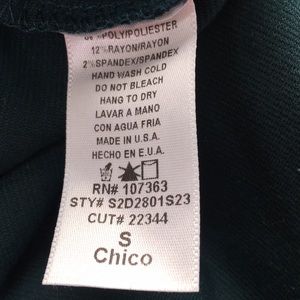 %POLY/POLIESTER
12%RAYON/RAYON
2%SPANDEX/SPANDEX
HAND WASH COLD
DO NOT BLEACH
HANG TO DRY
LAVAR A MANO
CON AGUA FRIA
MADE IN U.S.A.
HECHO EN E.U.A.
RN# 107363
STY# S2D2801S23
CUT# 22344
S
Chico